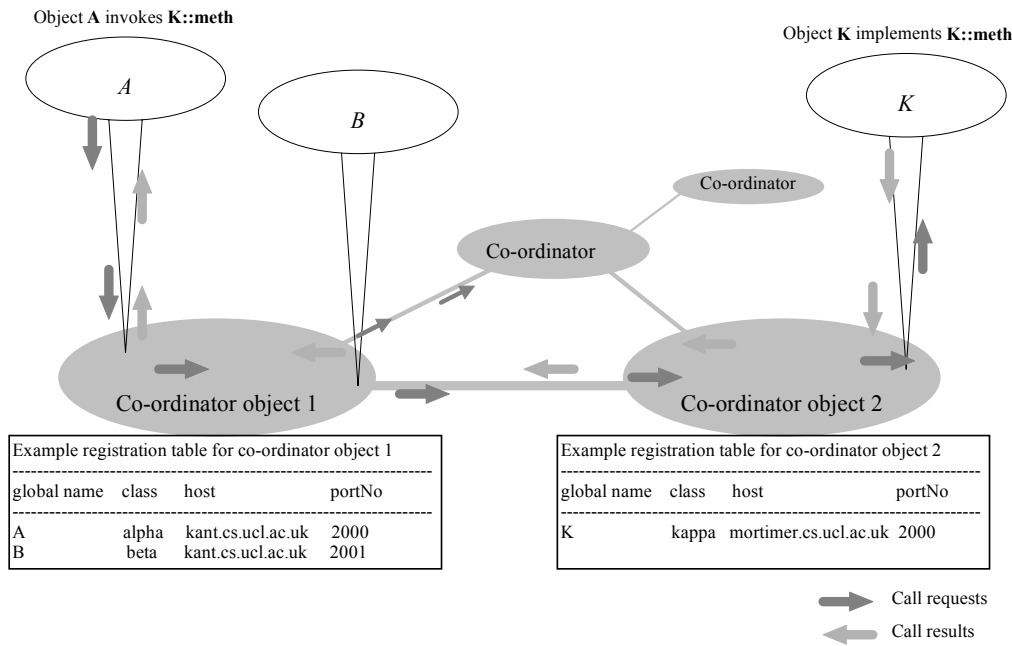 Object A invokes K::meth
Object K implements K::meth
A
B
K
Co-ordinator
Co-ordinator
Co-ordinator object 1
Co-ordinator object 2
Example registration table for co-ordinator object 1
--------------------------------------------------------------------------------
global name class host portNo
--------------------------------------------------------------------------------
A alpha kant.cs.ucl.ac.uk 2000
B beta kant.cs.ucl.ac.uk 2001
Example registration table for co-ordinator object 2
--------------------------------------------------------------------------------
global name class host portNo
--------------------------------------------------------------------------------
K kappa mortimer.cs.ucl.ac.uk 2000
Call requests
Call results